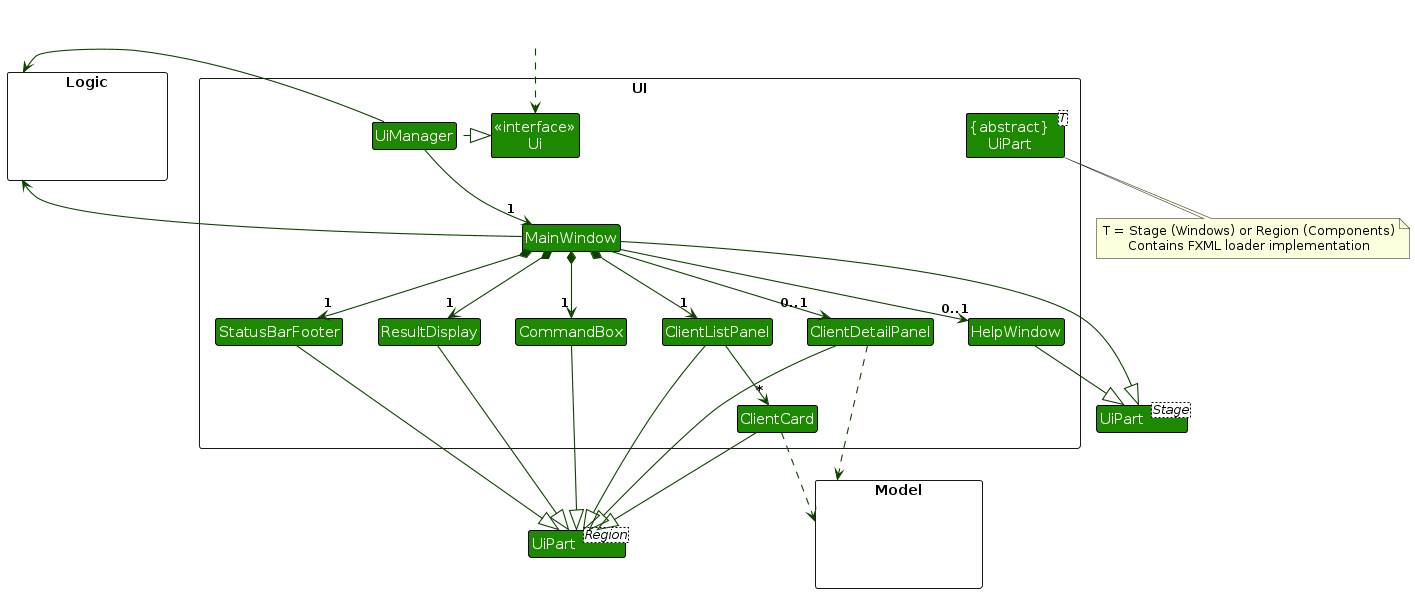 Logic
UI
UiManager
«interface»
Ui
{abstract}
UiPart
T
T = Stage (Windows) or Region (Components)
Contains FXML loader implementation
1
MainWindow
1
1
1
1
0..1
0..1
StatusBarFooter
ResultDisplay
CommandBox
ClientListPanel
ClientDetailPanel
HelpWindow
*
ClientCard
UiPart
Stage
Model
UiPart
Region